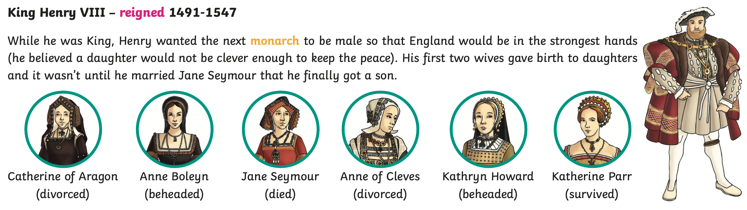 King Henry VIII – reigned 1491-1547
While he was King, Henry wanted the next monarch to be male so that England would be in the strongest hands
(he believed a daughter would not be clever enough to keep the peace). His first two wives gave birth to daughters
and it wasn't until he married Jane Seymour that he finally got a son.
Catherine of Aragon Anne Boleyn Jane Seymour Anne of Cleves Kathryn Howard Katherine Parr
(divorced) (beheaded) (died) (divorced) (beheaded) (survived)